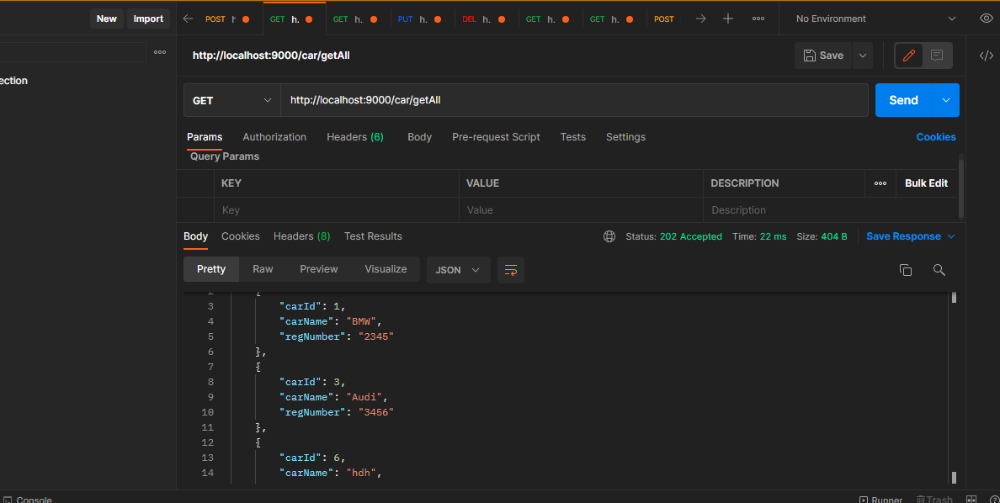 New Import POST h GET h. GET h. PUT h. DEL h. GET h. GET h. POST No Environment
http://localhost:9000/car/getAll Save
ection
GET http://localhost:9000/car/getAll Send
Params Authorization Headers (6) Body Pre-request Script Tests Settings Cookies
Query Params
KEY VALUE DESCRIPTION Bulk Edit
Key Value Description
Body Cookies Headers (8) Test Results Status: 202 Accepted Time: 22 ms Size: 404 B Save Response
Pretty Raw Preview Visualize JSON
2 {
3 "carId": 1,
4 "carName": "BMW",
5 "regNumber": "2345"
6 },
7 {
8 "carId": 3,
9 "carName": "Audi",
10 "regNumber": "3456"
11 },
12 {
13 "carId": 6,
14 "carName": "hdh",
Console Runner Trash